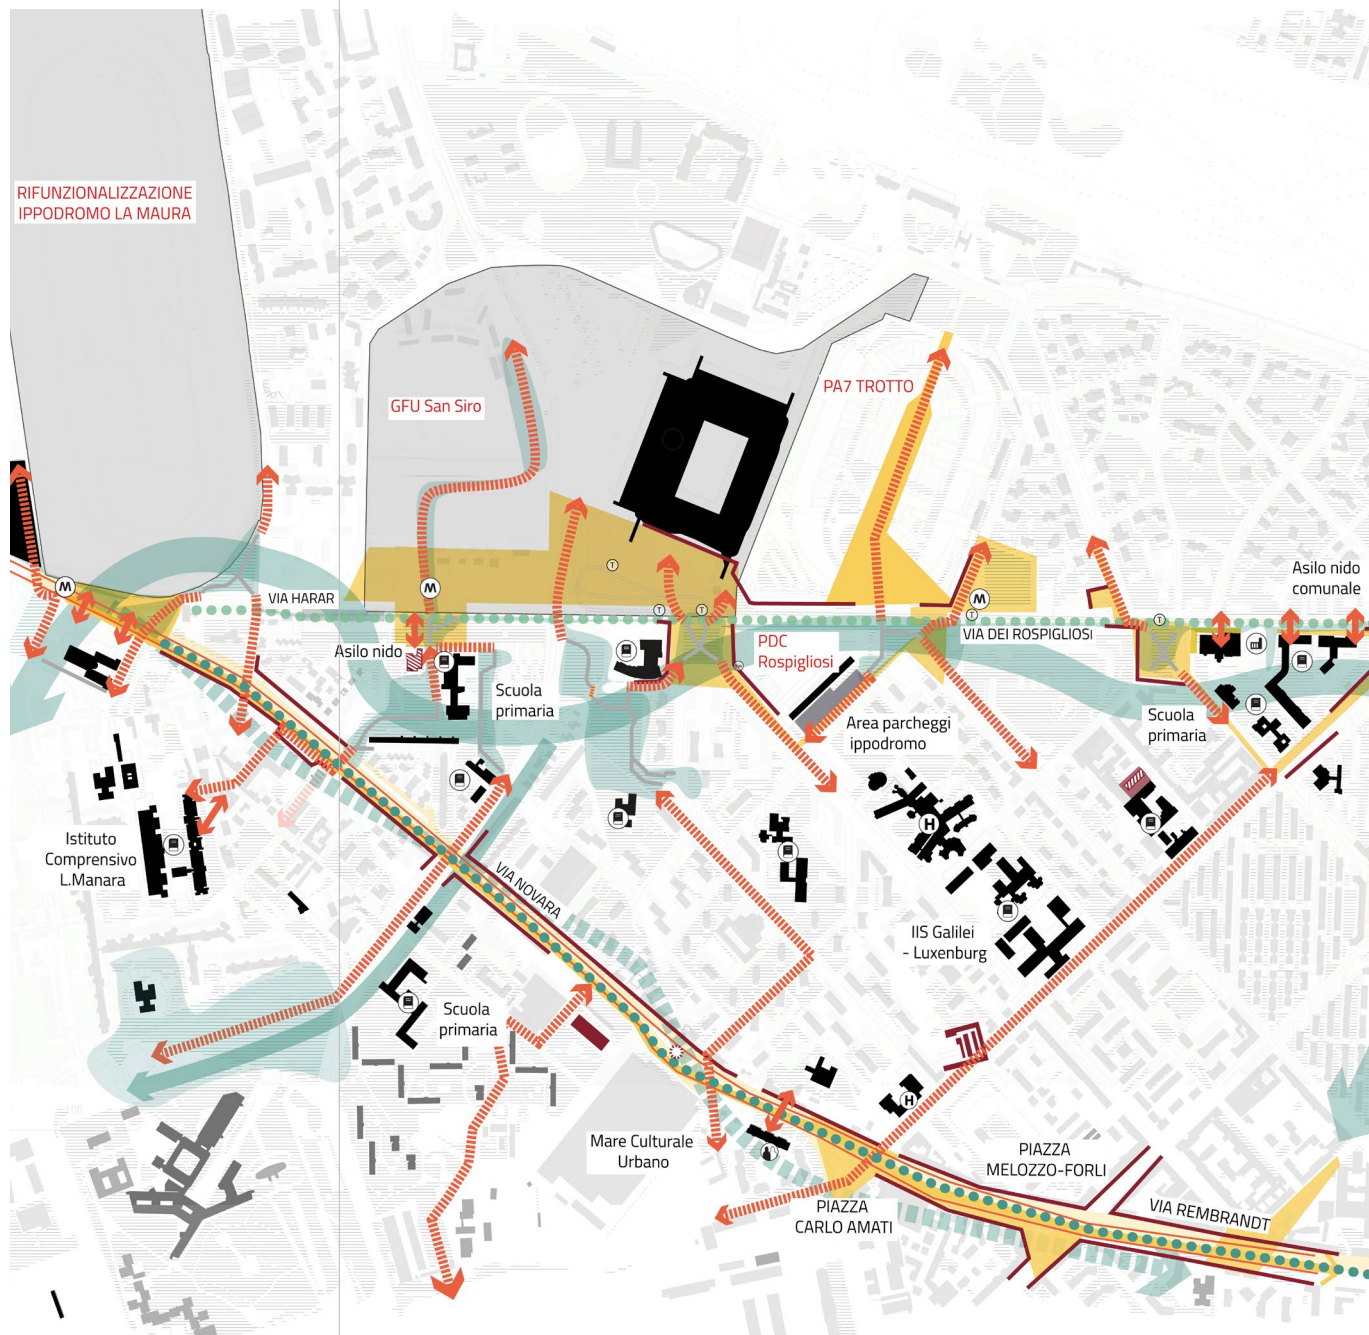 RIFUNZIONALIZZAZIONE
IPPODROMO LA MAURA
GFU San Siro
PA7 TROTTO
M
M
T
VIA HARAR
T
T
M
T
VIA DEI ROSPIGLIOSI
T
Asilo nido
comunale
Asilo nido
PDC
Rospigliosi
Scuola
primaria
Area parcheggi
ippodromo
Scuola
primaria
H
Istituto
Comprensivo
L.Manara
VIA NOVARA
IIS Galilei
- Luxenburg
Scuola
primaria
H
Mare Culturale
Urbano
PIAZZA
MELOZZO-FORLI
PIAZZA
CARLO AMATI
VIA REMBRANDT